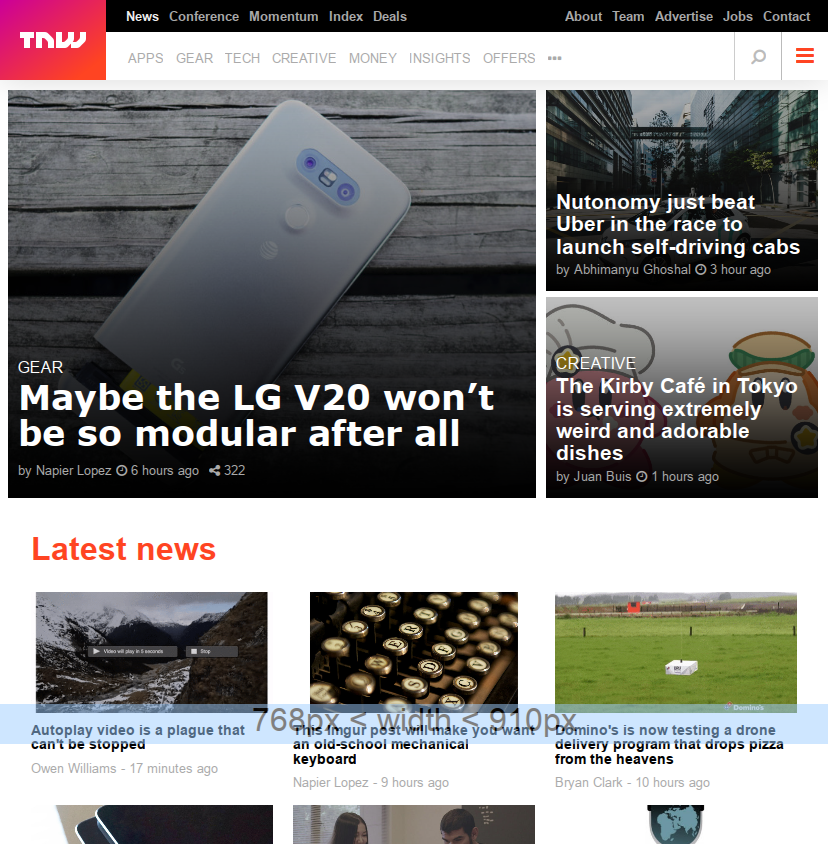 TNW
News Conference Momentum Index Deals
About Team Advertise Jobs Contact
APPS GEAR TECH CREATIVE MONEY INSIGHTS OFFERS •••
GEAR
Maybe the LG V20 won’t
be so modular after all
by Napier Lopez 6 hours ago 322
Nutonomy just beat
Uber in the race to
launch self-driving cabs
by Abhimanyu Ghoshal 3 hour ago
CREATIVE
The Kirby Café in Tokyo
is serving extremely
weird and adorable
dishes
by Juan Buis 1 hours ago
Latest news
Video will play in 5 seconds
Stop
Autoplay video is a plague that
can't be stopped
Owen Williams - 17 minutes ago
This Imgur post will make you want
an old-school mechanical
keyboard
Napier Lopez - 9 hours ago
Domino's
Domino's is now testing a drone
delivery program that drops pizza
from the heavens
Bryan Clark - 10 hours ago
768px < width < 910px